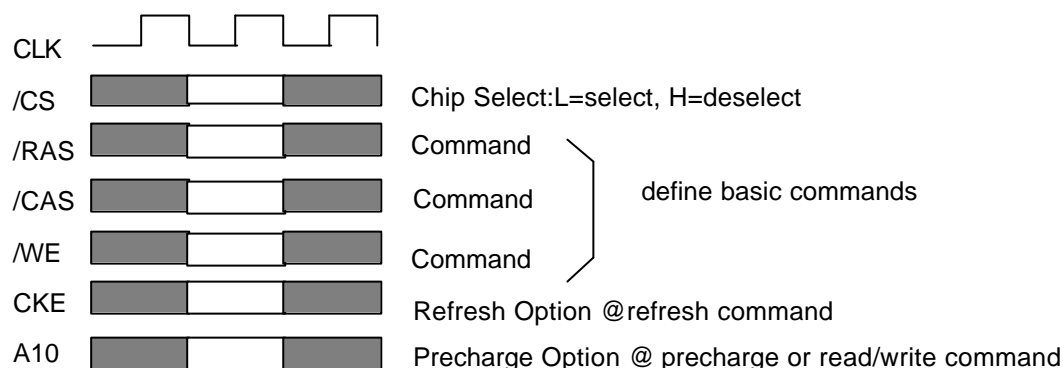 CLK
/CS Chip Select:L=select, H=deselect
/RAS Command
/CAS Command define basic commands
/WE Command
CKE Refresh Option @refresh command
A10 Precharge Option @ precharge or read/write command